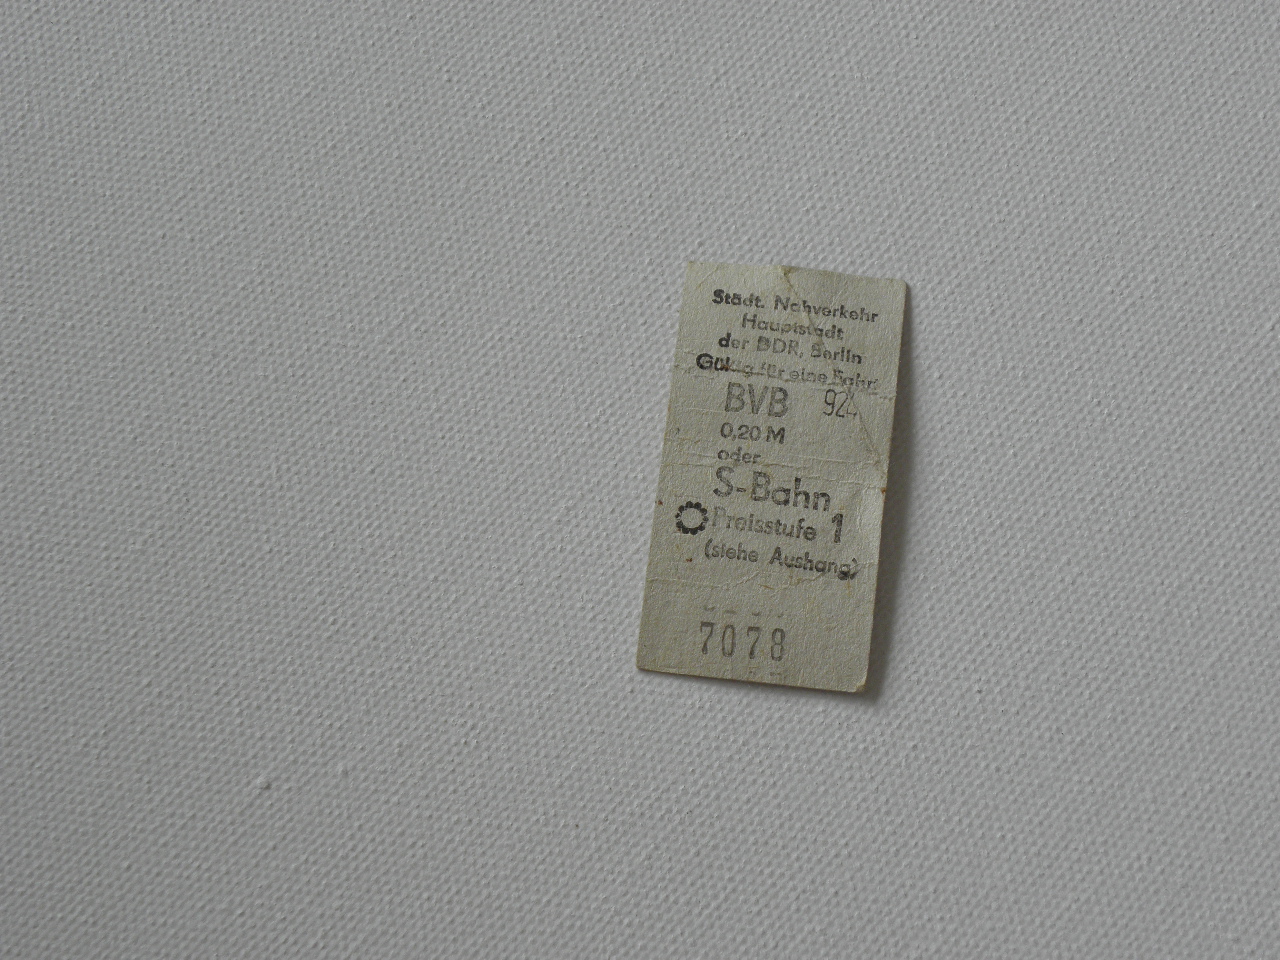 Städt. Nahverkehr
Hauptstadt
der DDR, Berlin
Gültig für eine Fahrt
BVB 924
0,20 M
oder
S-Bahn
Preisstufe 1
(siehe Aushang)
7078